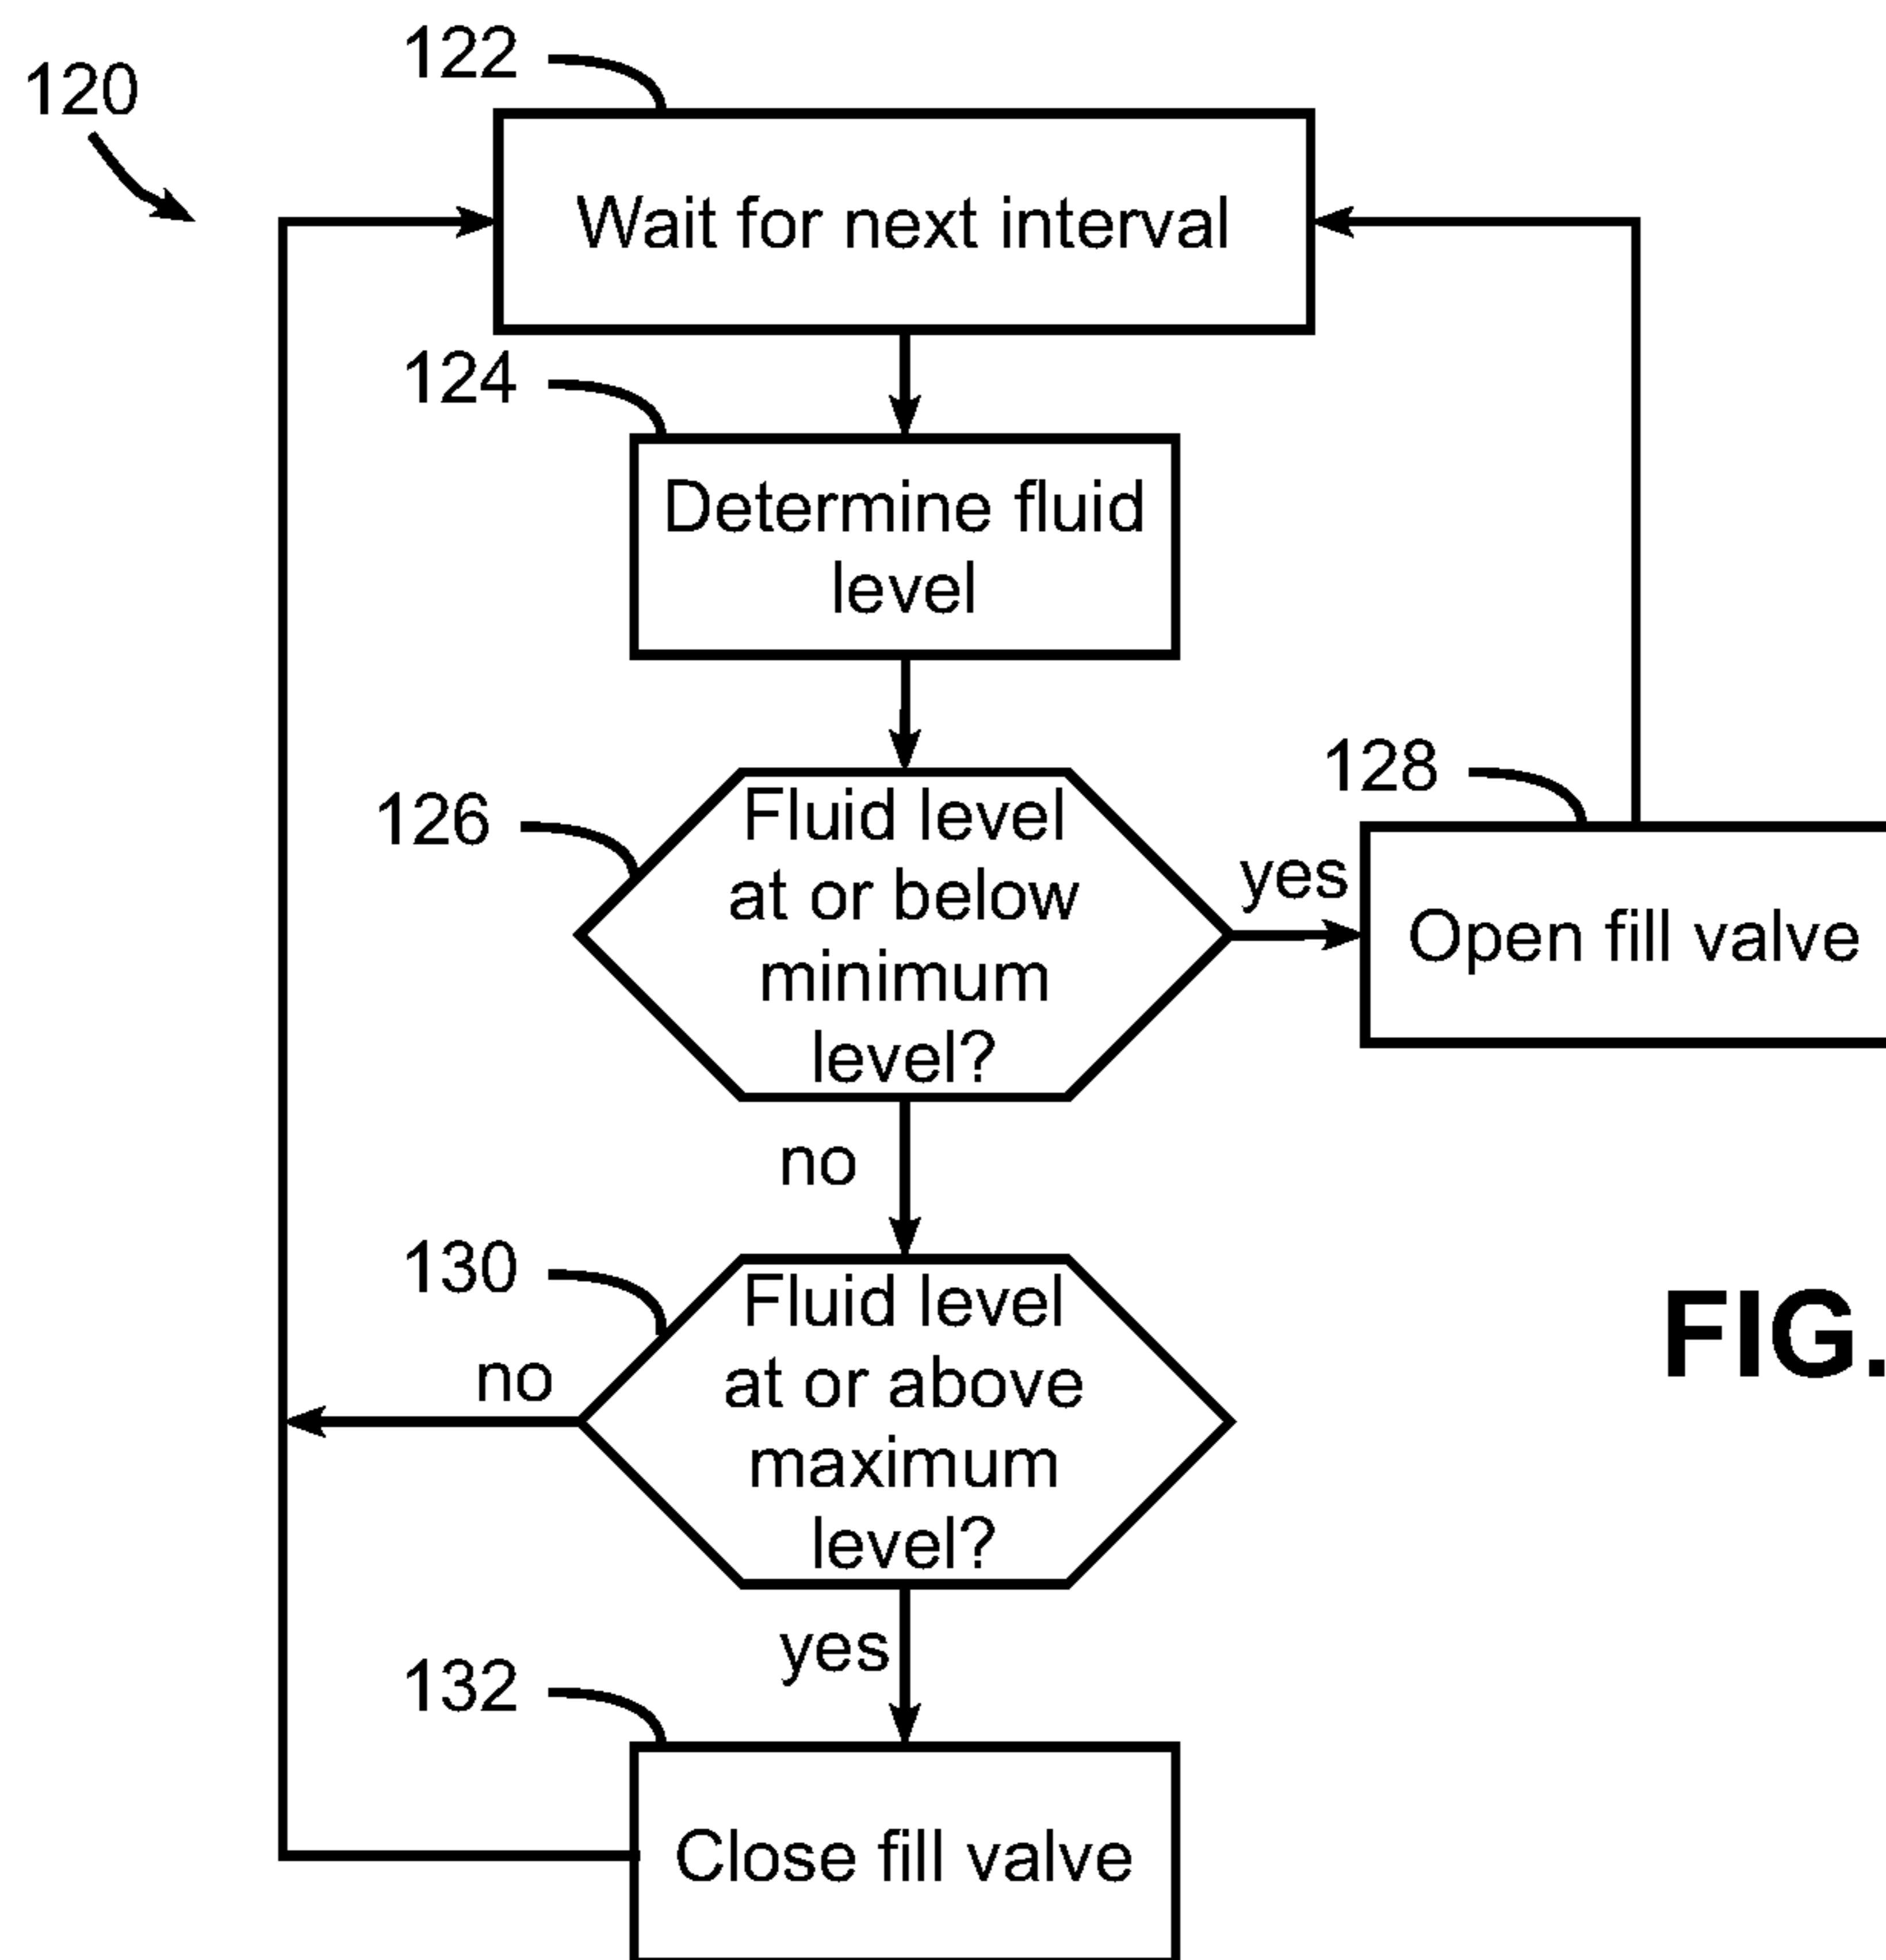 120
122
Wait for next interval
124
Determine fluid
level
126
Fluid level
at or below
minimum
level?
yes
128
Open fill valve
no
130
Fluid level
at or above
maximum
level?
no
yes
132
Close fill valve
FIG.